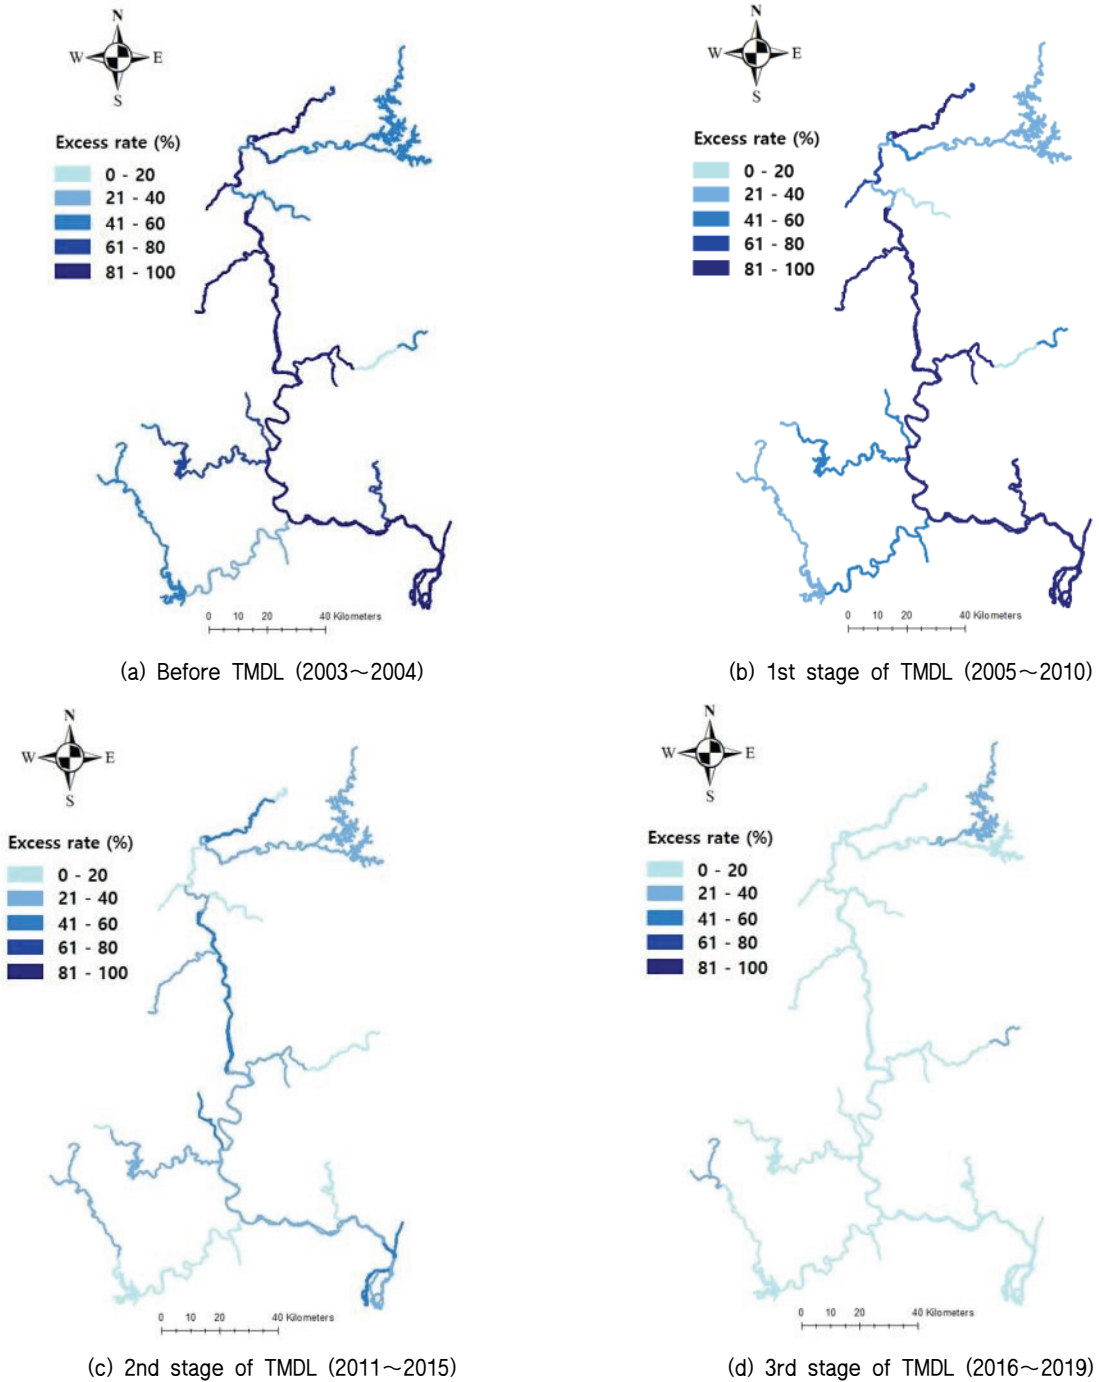 N
W E
S
Excess rate (%)
0 - 20
21 - 40
41 - 60
61 - 80
81 - 100
0 10 20 40 Kilometers
(a) Before TMDL (2003～2004)
N
W E
S
Excess rate (%)
0 - 20
21 - 40
41 - 60
61 - 80
81 - 100
0 10 20 40 Kilometers
(b) 1st stage of TMDL (2005～2010)
N
W E
S
Excess rate (%)
0 - 20
21 - 40
41 - 60
61 - 80
81 - 100
0 10 20 40 Kilometers
(c) 2nd stage of TMDL (2011～2015)
N
W E
S
Excess rate (%)
0 - 20
21 - 40
41 - 60
61 - 80
81 - 100
0 10 20 40 Kilometers
(d) 3rd stage of TMDL (2016～2019)